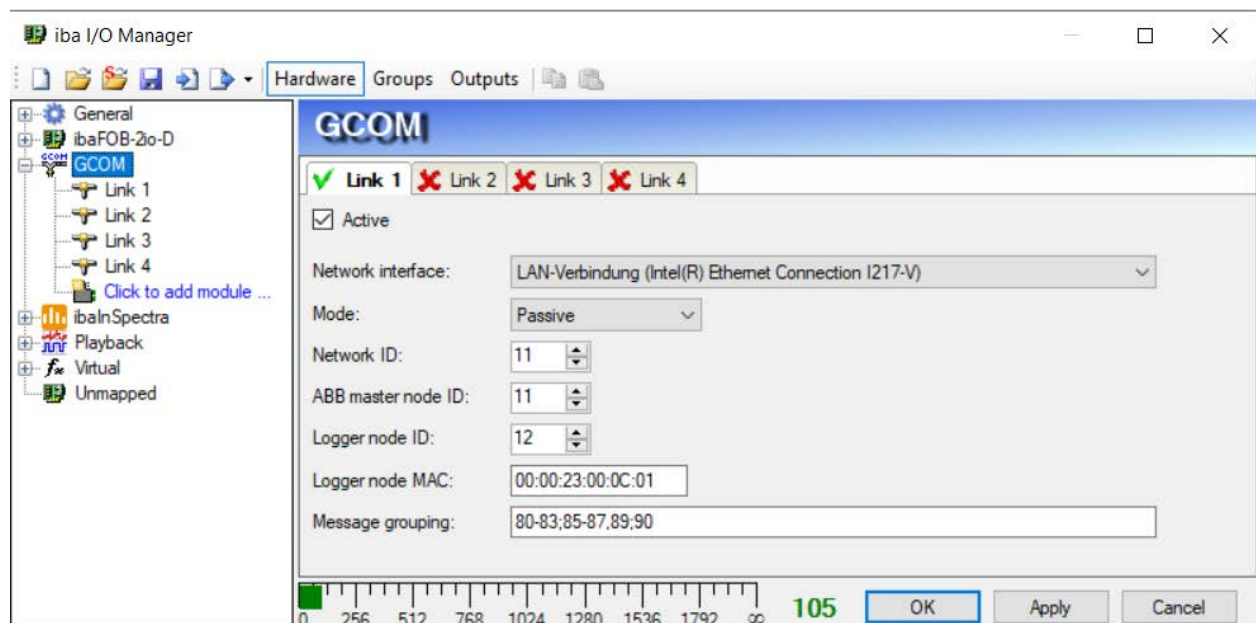 iba I/O Manager
Hardware Groups Outputs
General
ibaFOB-2io-D
GCOM
Link 1
Link 2
Link 3
Link 4
Click to add module ...
ibaInSpectra
Playback
Virtual
Unmapped
GCOM
Link 1 Link 2 Link 3 Link 4
Active
Network interface: LAN-Verbindung (Intel(R) Ethernet Connection I217-V)
Mode: Passive
Network ID: 11
ABB master node ID: 11
Logger node ID: 12
Logger node MAC: 00:00:23:00:0C:01
Message grouping: 80-83;85-87,89;90
0 256 512 768 1024 1280 1536 1792 ∞
105 OK Apply Cancel